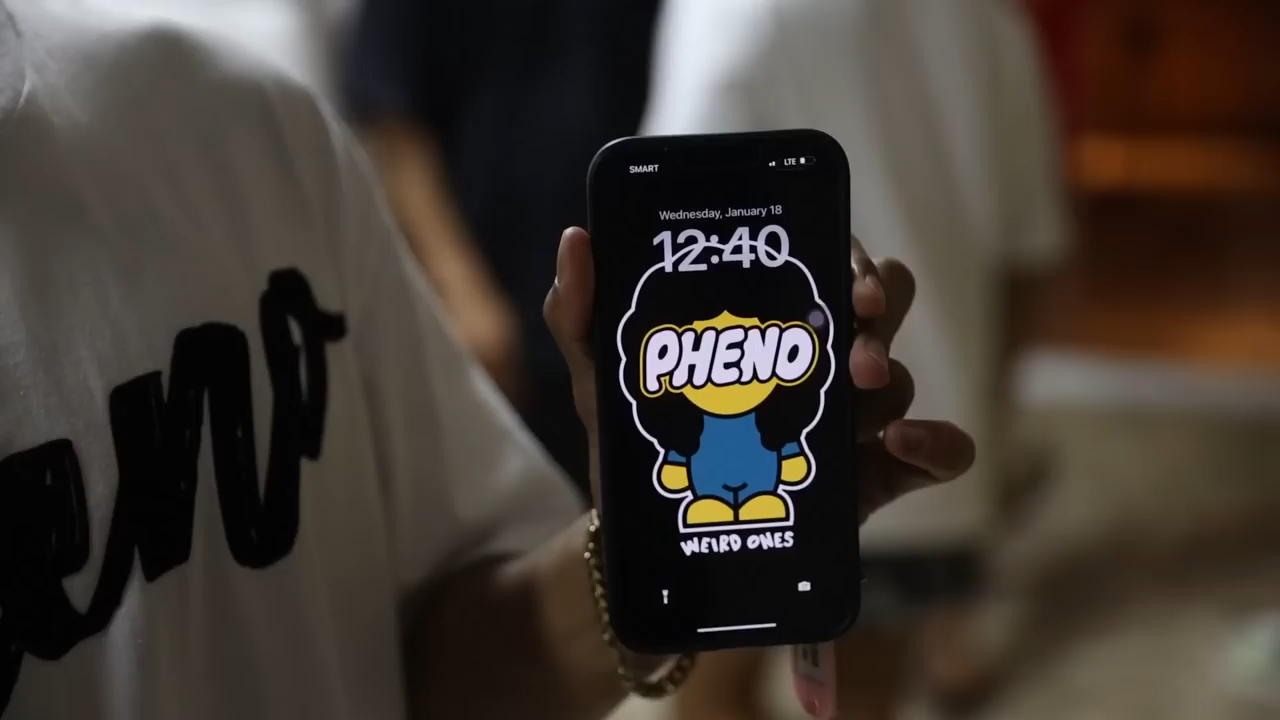 SMART LTE
Wednesday, January 18
12:40
PHENO
WEIRD ONES